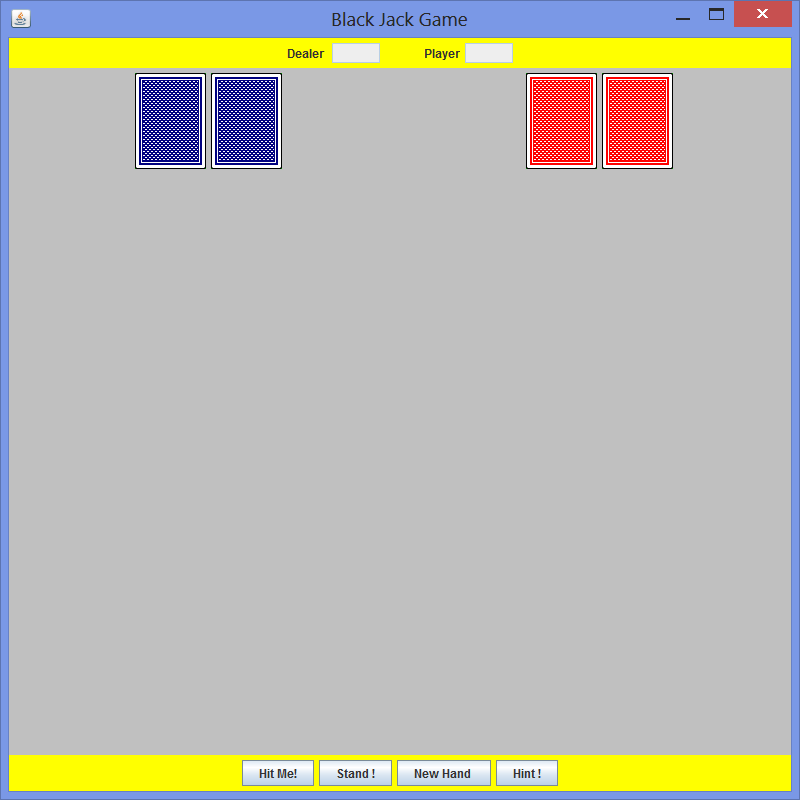 Black Jack Game
Dealer Player
Hit Me! Stand ! New Hand Hint !